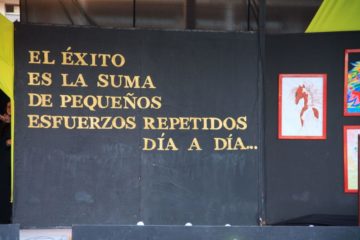 EL ÉXITO
ES LA SUMA
DE PEQUEÑOS
ESFUERZOS REPETIDOS
DÍA A DÍA...